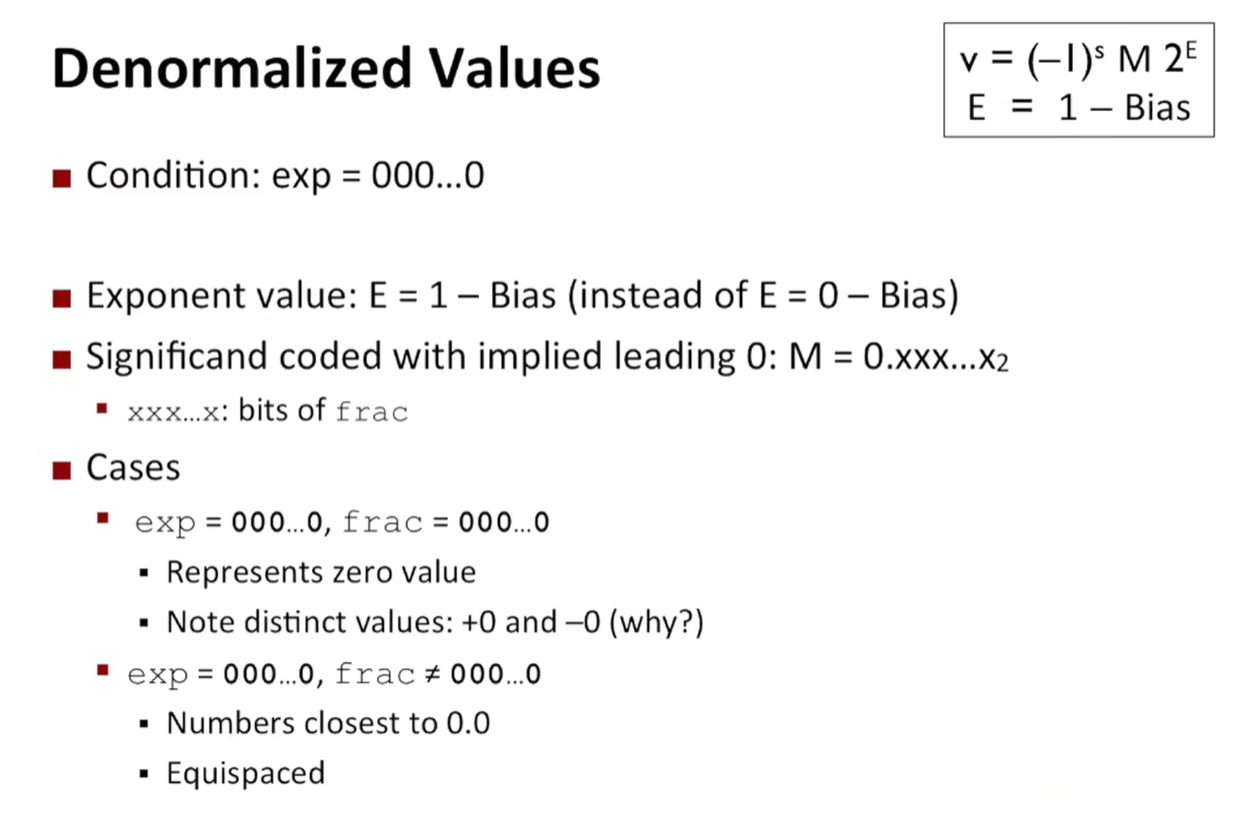 Denormalized Values
v = (–1)ˢ M 2ᴱ
E = 1 – Bias
■ Condition: exp = 000…0
■ Exponent value: E = 1 – Bias (instead of E = 0 – Bias)
■ Significand coded with implied leading 0: M = 0.xxx…x₂
▪ xxx…x: bits of frac
■ Cases
▪ exp = 000…0, frac = 000…0
▪ Represents zero value
▪ Note distinct values: +0 and –0 (why?)
▪ exp = 000…0, frac ≠ 000…0
▪ Numbers closest to 0.0
▪ Equispaced